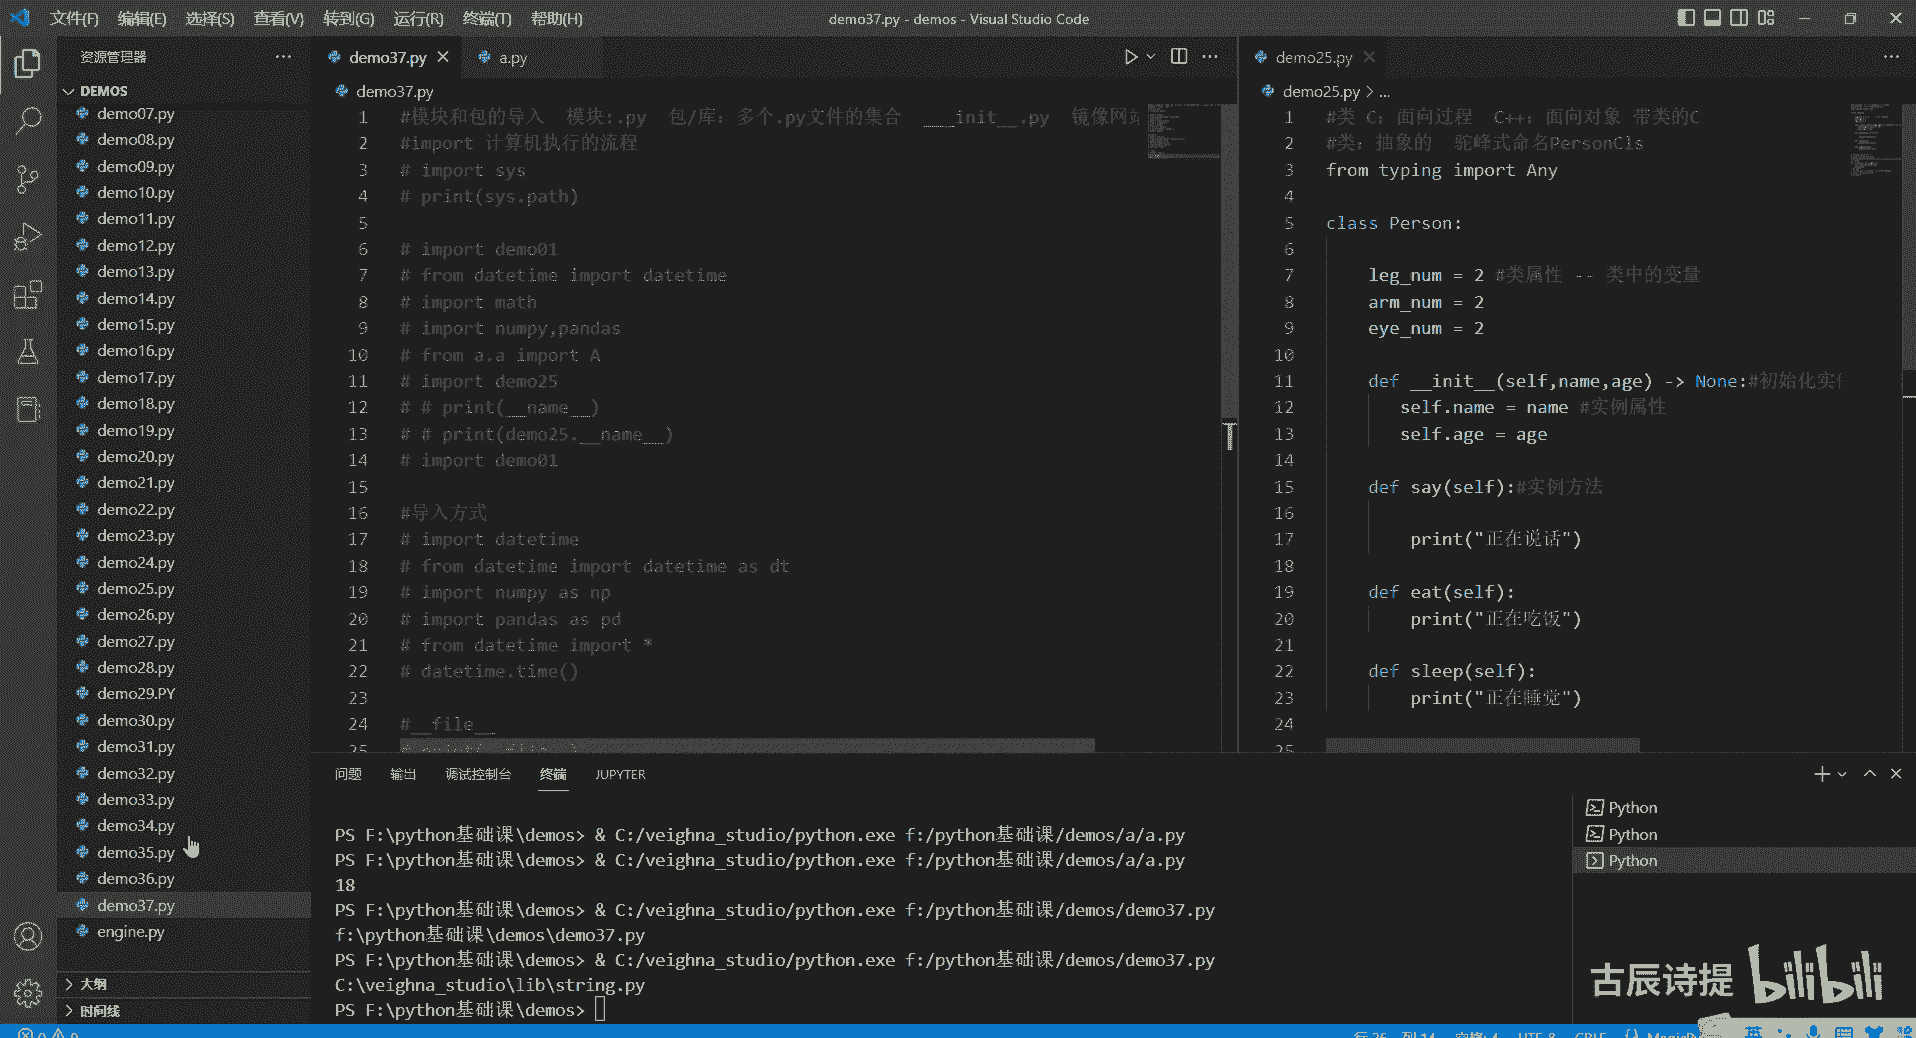 文件(F) 编辑(E) 选择(S) 查看(V) 转到(G) 运行(R) 终端(T) 帮助(H) demo37.py - demos - Visual Studio Code
资源管理器
DEMOS
demo07.py
demo08.py
demo09.py
demo10.py
demo11.py
demo12.py
demo13.py
demo14.py
demo15.py
demo16.py
demo17.py
demo18.py
demo19.py
demo20.py
demo21.py
demo22.py
demo23.py
demo24.py
demo25.py
demo26.py
demo27.py
demo28.py
demo29.PY
demo30.py
demo31.py
demo32.py
demo33.py
demo34.py
demo35.py
demo36.py
demo37.py
engine.py
大纲
时间线
demo37.py a.py
demo37.py
1 #模块和包的导入 模块:.py 包/库：多个.py文件的集合 __init__.py 镜像网站
2 #import 计算机执行的流程
3 # import sys
4 # print(sys.path)
5
6 # import demo01
7 # from datetime import datetime
8 # import math
9 # import numpy,pandas
10 # from a.a import A
11 # import demo25
12 # # print(__name__)
13 # # print(demo25.__name__)
14 # import demo01
15
16 #导入方式
17 # import datetime
18 # from datetime import datetime as dt
19 # import numpy as np
20 # import pandas as pd
21 # from datetime import *
22 # datetime.time()
23
24 #__file__
25
demo25.py
demo25.py > ...
1 #类 C：面向过程 C++：面向对象 带类的C
2 #类：抽象的 驼峰式命名PersonCls
3 from typing import Any
4
5 class Person:
6
7 leg_num = 2 #类属性 -- 类中的变量
8 arm_num = 2
9 eye_num = 2
10
11 def __init__(self,name,age) -> None:#初始化实
12 self.name = name #实例属性
13 self.age = age
14
15 def say(self):#实例方法
16
17 print("正在说话")
18
19 def eat(self):
20 print("正在吃饭")
21
22 def sleep(self):
23 print("正在睡觉")
24
25
问题 输出 调试控制台 终端 JUPYTER
PS F:\python基础课\demos> & C:/veighna_studio/python.exe f:/python基础课/demos/a/a.py
PS F:\python基础课\demos> & C:/veighna_studio/python.exe f:/python基础课/demos/a/a.py
18
PS F:\python基础课\demos> & C:/veighna_studio/python.exe f:/python基础课/demos/demo37.py
f:\python基础课\demos\demo37.py
PS F:\python基础课\demos> & C:/veighna_studio/python.exe f:/python基础课/demos/demo37.py
C:\veighna_studio\lib\string.py
PS F:\python基础课\demos>
Python
Python
Python
古辰诗提 bilibili
英